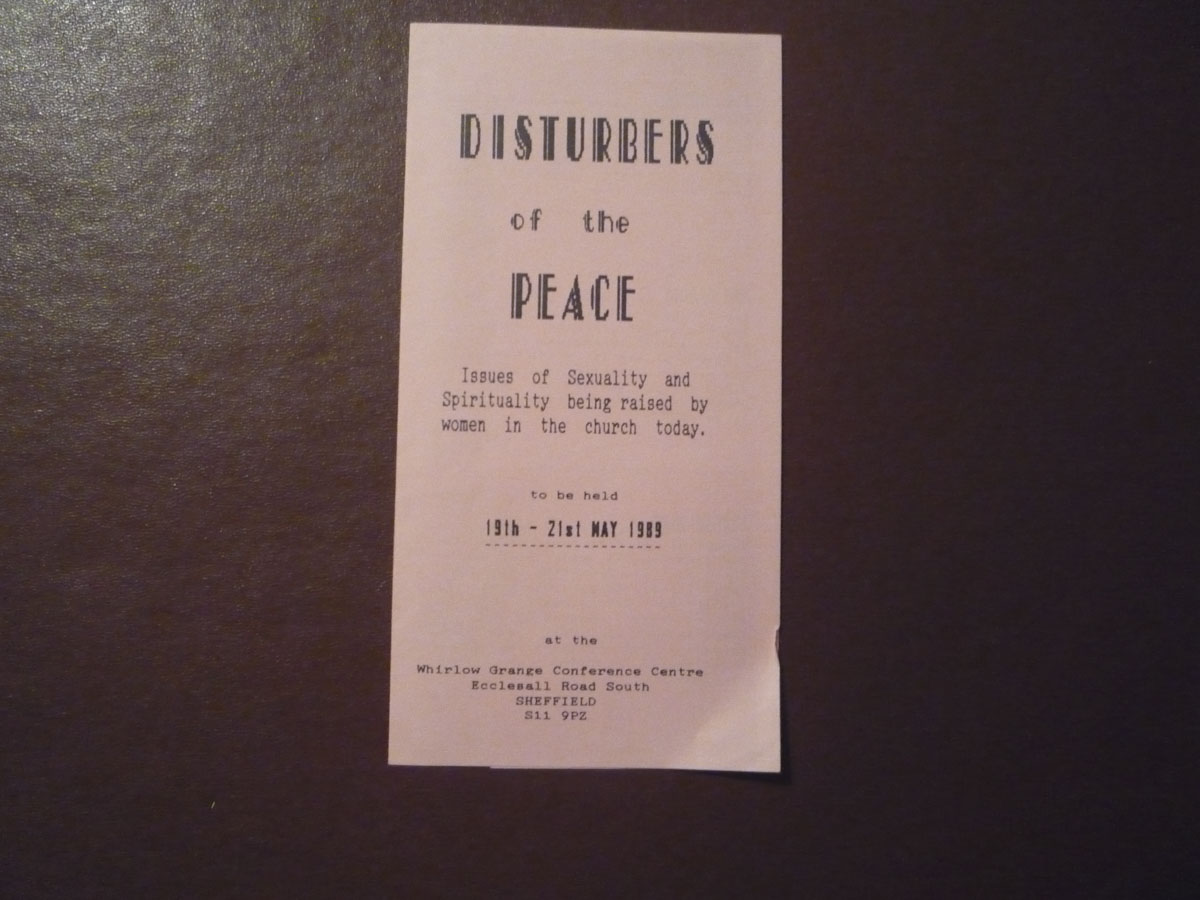 DISTURBERS
of the
PEACE
Issues of Sexuality and
Spirituality being raised by
women in the church today.
to be held
19th - 21st MAY 1989
at the
Whirlow Grange Conference Centre
Ecclesall Road South
SHEFFIELD
S11 9PZ